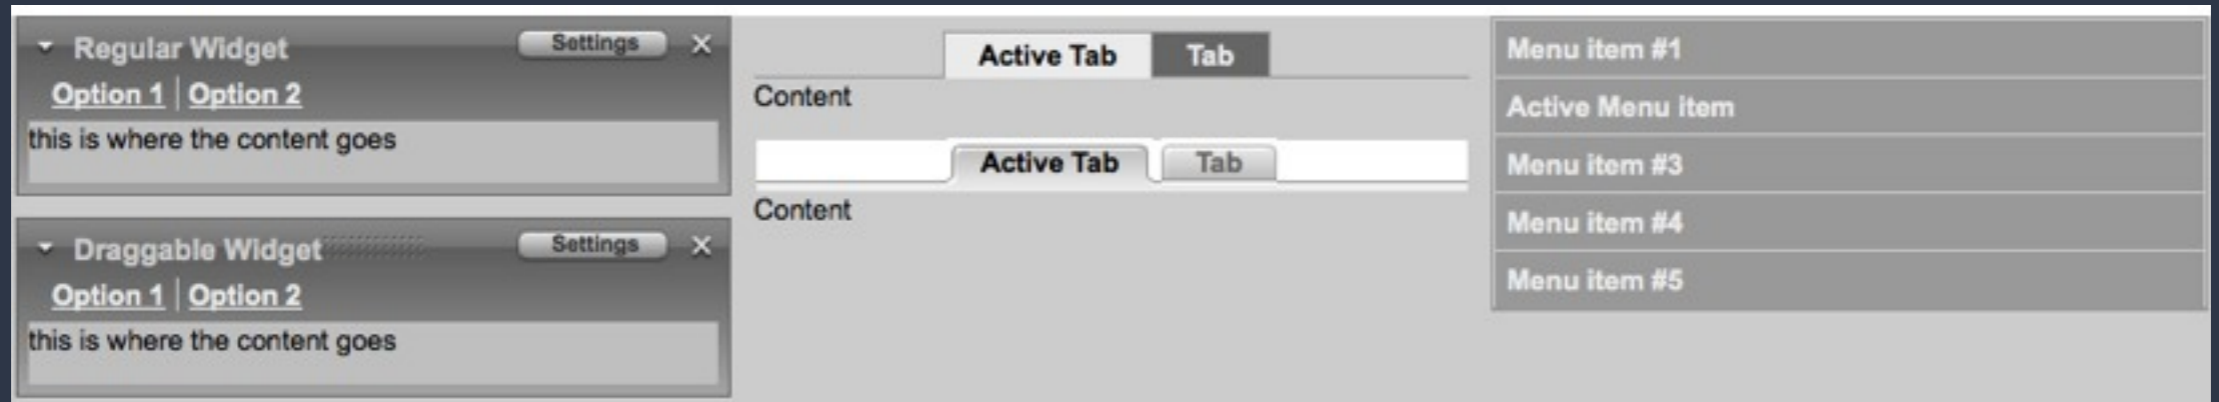 Regular Widget Settings
Option 1 Option 2
this is where the content goes
Draggable Widget Settings
Option 1 Option 2
this is where the content goes
Active Tab Tab
Content
Active Tab Tab
Content
Menu item #1
Active Menu item
Menu item #3
Menu item #4
Menu item #5